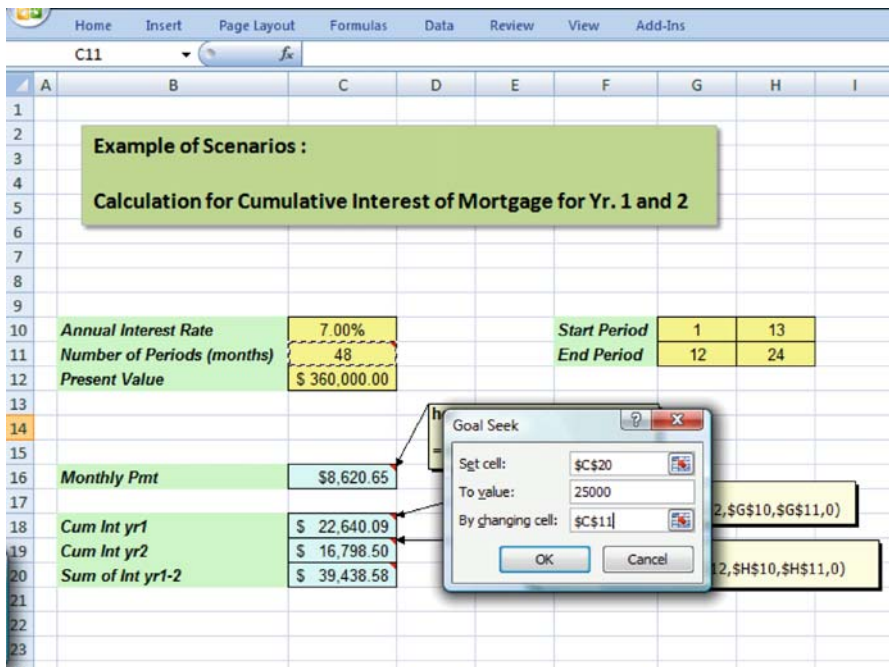 Home Insert Page Layout Formulas Data Review View Add-Ins
C11 fx
A B C D E F G H I
1
2
Example of Scenarios :
3
4
5
Calculation for Cumulative Interest of Mortgage for Yr. 1 and 2
6
7
8
9
10 Annual Interest Rate 7.00% Start Period 1 13
11 Number of Periods (months) 48 End Period 12 24
12 Present Value $ 360,000.00
13
14
15
16 Monthly Pmt $8,620.65
17
18 Cum Int yr1 $ 22,640.09
19 Cum Int yr2 $ 16,798.50
20 Sum of Int yr1-2 $ 39,438.58
21
22
23
=
Goal Seek
Set cell: $C$20
To value: 25000
By changing cell: $C$11
OK Cancel
2,$G$10,$G$11,0)
12,$H$10,$H$11,0)